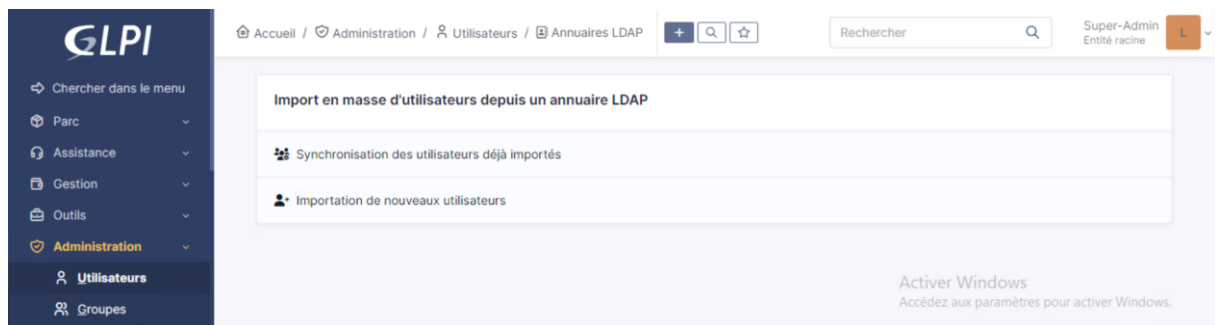 GLPI
Accueil / Administration / Utilisateurs / Annuaires LDAP
Rechercher
Super-Admin
Entité racine
L
Chercher dans le menu
Parc
Assistance
Gestion
Outils
Administration
Utilisateurs
Groupes
Import en masse d'utilisateurs depuis un annuaire LDAP
Synchronisation des utilisateurs déjà importés
Importation de nouveaux utilisateurs
Activer Windows
Accédez aux paramètres pour activer Windows.